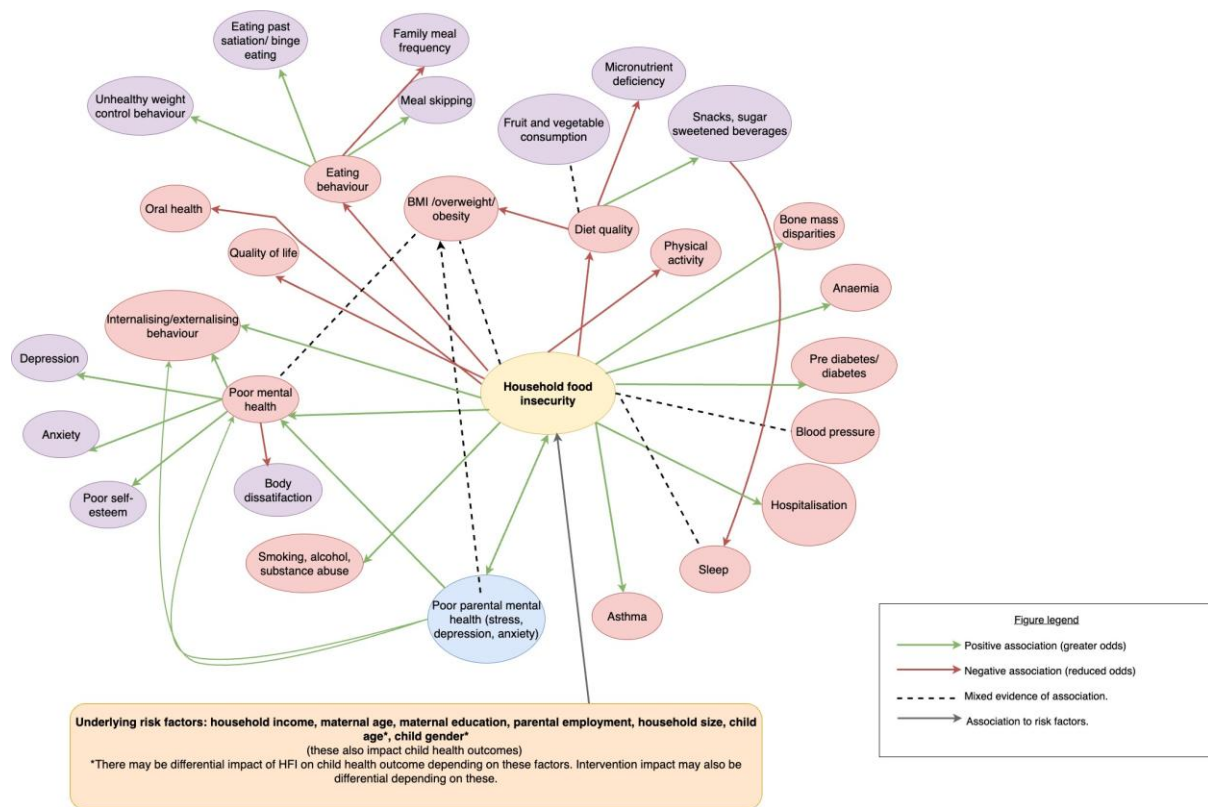 Eating past
satiation/ binge
eating
Family meal
frequency
Micronutrient
deficiency
Unhealthy weight
control behaviour
Meal skipping
Fruit and vegetable
consumption
Snacks, sugar
sweetened beverages
Eating
behaviour
Oral health
BMI /overweight/
obesity
Diet quality
Bone mass
disparities
Quality of life
Physical
activity
Anaemia
Internalising/externalising
behaviour
Depression
Pre diabetes/
diabetes
Household food
insecurity
Poor mental
health
Blood pressure
Anxiety
Body
dissatifaction
Poor self-
esteem
Hospitalisation
Smoking, alcohol,
substance abuse
Sleep
Poor parental mental
health (stress,
depression, anxiety)
Asthma
Figure legend
Positive association (greater odds)
Negative association (reduced odds)
Mixed evidence of association.
Association to risk factors.
Underlying risk factors: household income, maternal age, maternal education, parental employment, household size, child
age*, child gender*
(these also impact child health outcomes)
*There may be differential impact of HFI on child health outcome depending on these factors. Intervention impact may also be
differential depending on these.